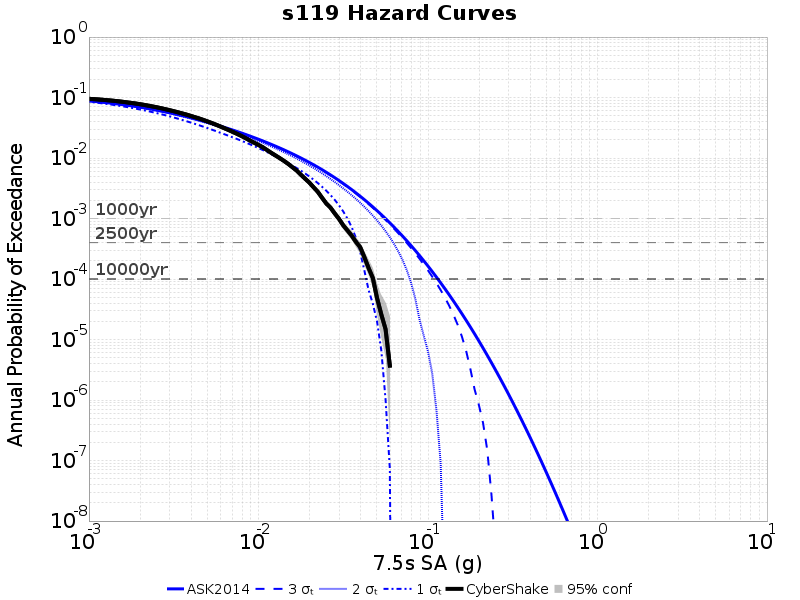 s119 Hazard Curves
Annual Probability of Exceedance
10^0
10^-1
10^-2
10^-3
10^-4
10^-5
10^-6
10^-7
10^-8
1000yr
2500yr
10000yr
10^-3 10^-2 10^-1 10^0 10^1
7.5s SA (g)
ASK2014 3 σₜ 2 σₜ 1 σₜ CyberShake 95% conf